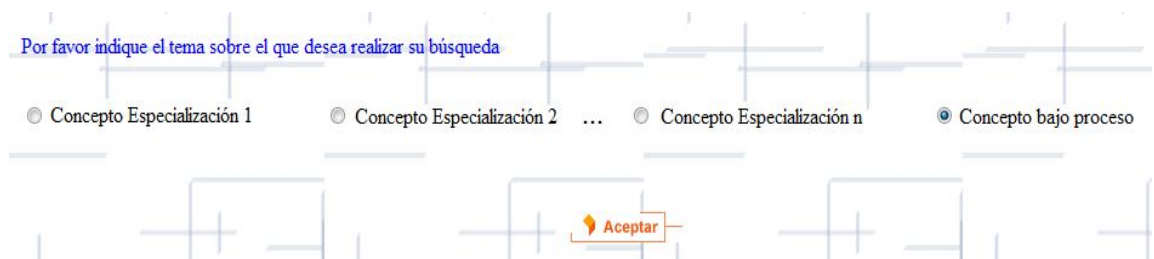 Por favor indique el tema sobre el que desea realizar su búsqueda
Concepto Especialización 1 Concepto Especialización 2 ... Concepto Especialización n Concepto bajo proceso
Aceptar